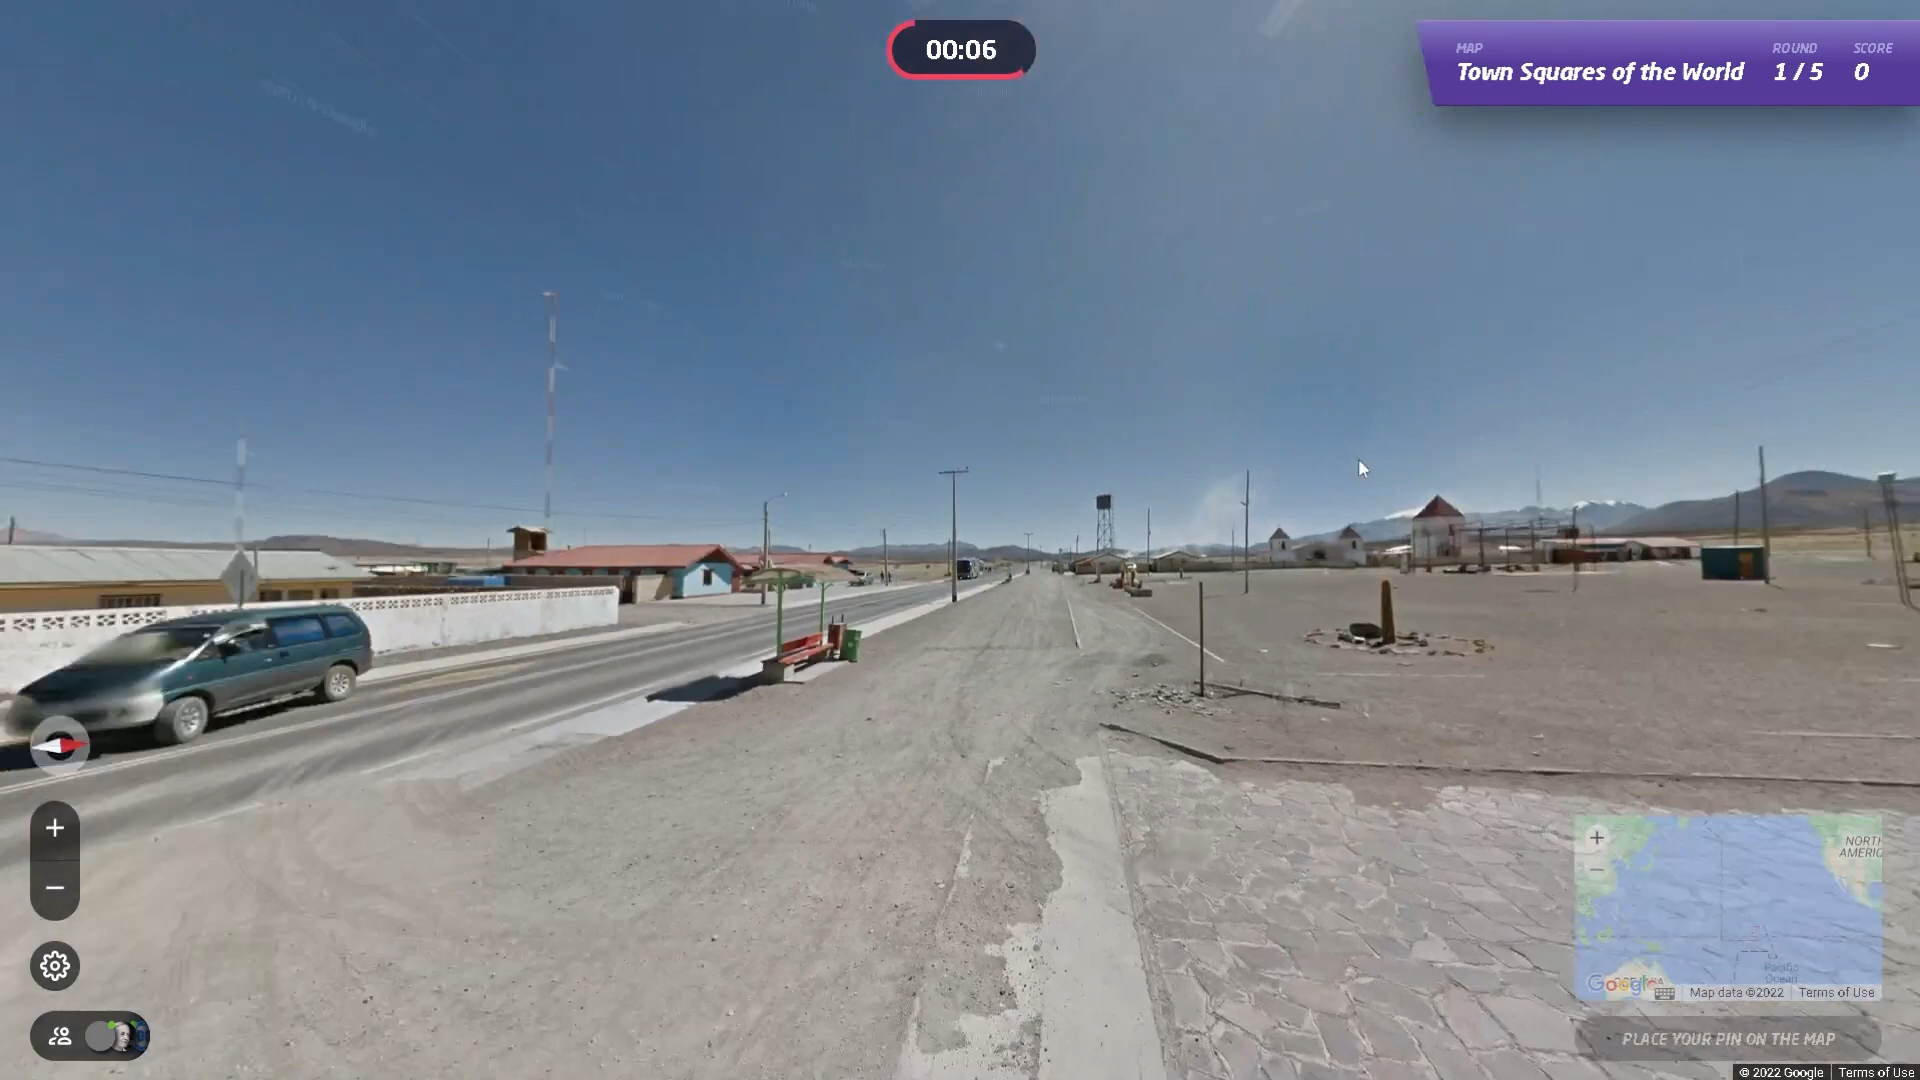 00:06
MAP
Town Squares of the World
ROUND
1 / 5
SCORE
0
+
−
+
−
NORTH
AMERIC
Pacific
Ocean
Google
Map data ©2022
Terms of Use
PLACE YOUR PIN ON THE MAP
© 2022 Google
Terms of Use